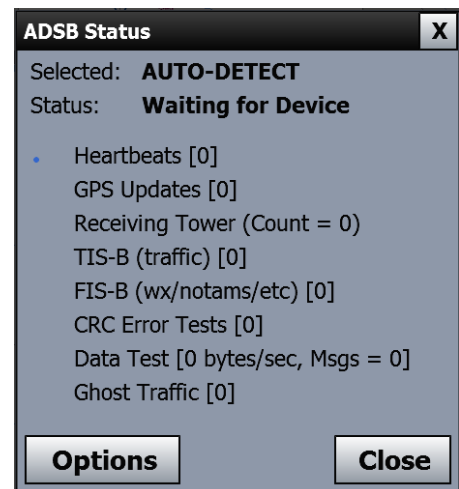 ADSB Status X
Selected: AUTO-DETECT
Status: Waiting for Device
Heartbeats [0]
GPS Updates [0]
Receiving Tower (Count = 0)
TIS-B (traffic) [0]
FIS-B (wx/notams/etc) [0]
CRC Error Tests [0]
Data Test [0 bytes/sec, Msgs = 0]
Ghost Traffic [0]
Options Close